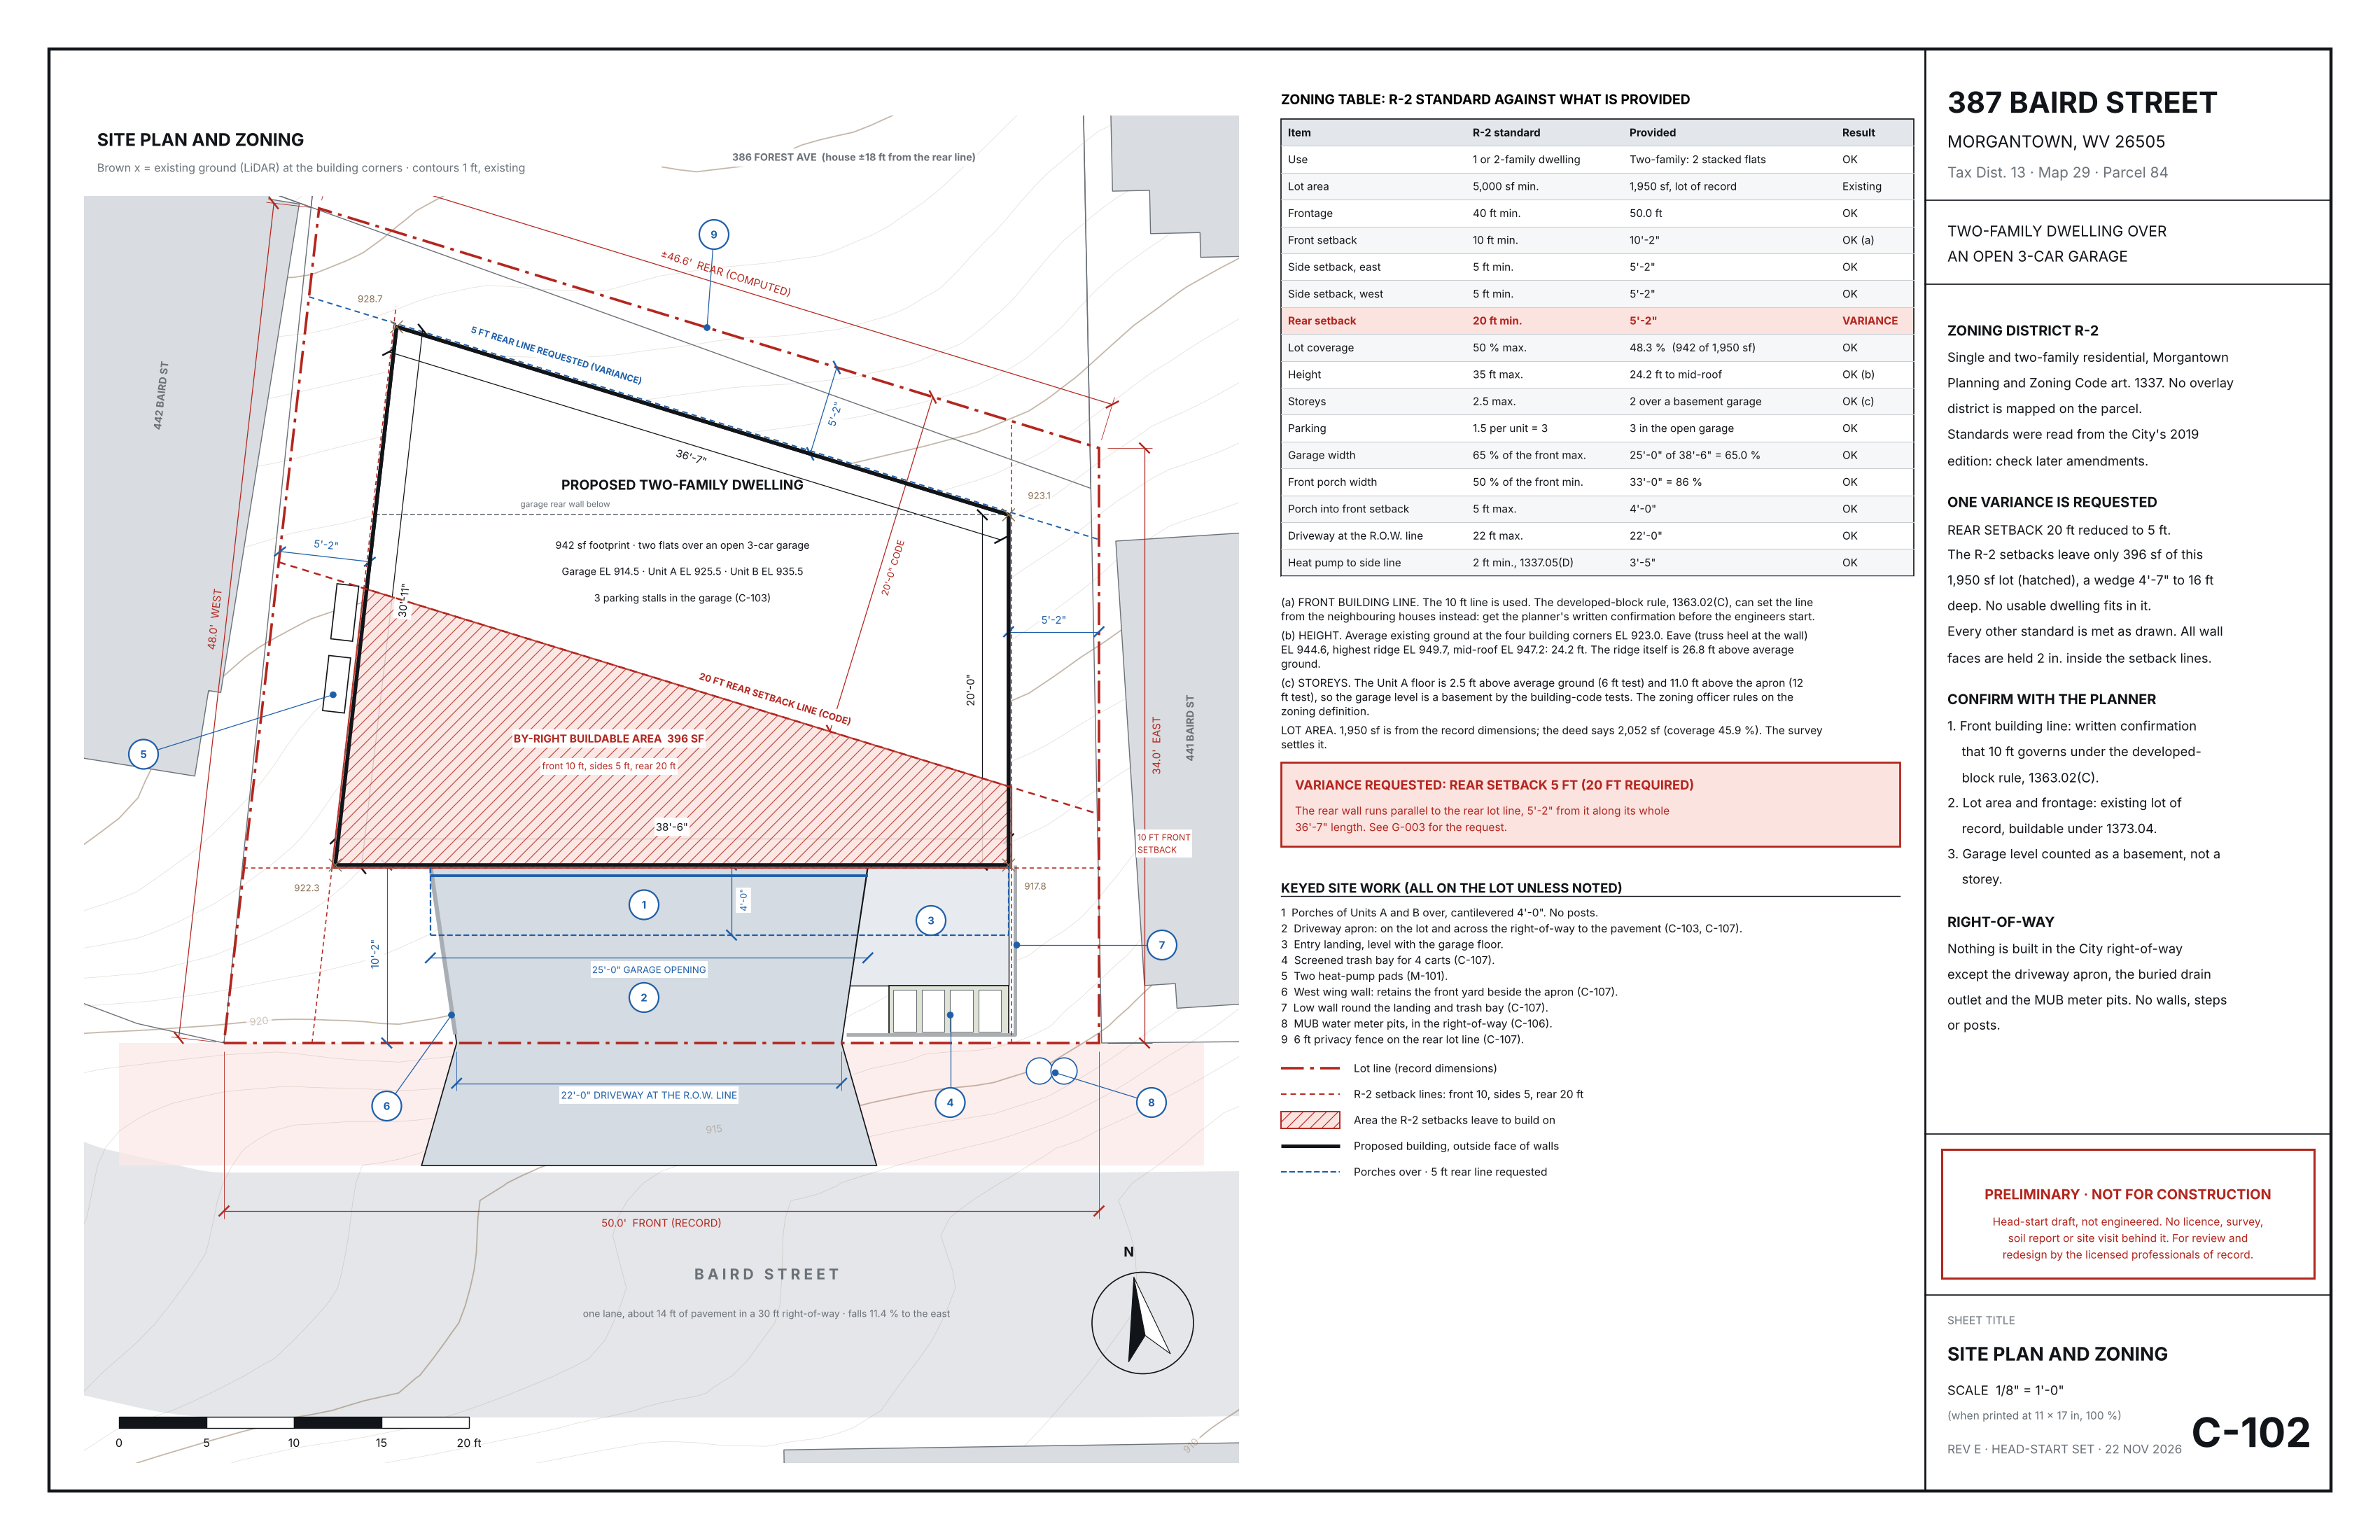 SITE PLAN AND ZONING
Brown x = existing ground (LiDAR) at the building corners · contours 1 ft, existing
386 FOREST AVE (house ±18 ft from the rear line)
9
±46.6' REAR (COMPUTED)
928.7
5 FT REAR LINE REQUESTED (VARIANCE)
442 BAIRD ST
5'-2"
36'-7"
PROPOSED TWO-FAMILY DWELLING
garage rear wall below
923.1
5'-2"
942 sf footprint · two flats over an open 3-car garage
Garage EL 914.5 · Unit A EL 925.5 · Unit B EL 935.5
3 parking stalls in the garage (C-103)
20'-0" CODE
30'-11"
48.0' WEST
5'-2"
20'-0"
20 FT REAR SETBACK LINE (CODE)
BY-RIGHT BUILDABLE AREA 396 SF
front 10 ft, sides 5 ft, rear 20 ft
5
34.0' EAST
441 BAIRD ST
38'-6"
10 FT FRONT
SETBACK
922.3
917.8
1
4'-0"
3
7
10'-2"
25'-0" GARAGE OPENING
2
920
6
22'-0" DRIVEWAY AT THE R.O.W. LINE
4
8
915
50.0' FRONT (RECORD)
BAIRD STREET
one lane, about 14 ft of pavement in a 30 ft right-of-way · falls 11.4 % to the east
N
0 5 10 15 20 ft
910
ZONING TABLE: R-2 STANDARD AGAINST WHAT IS PROVIDED
Item R-2 standard Provided Result
Use 1 or 2-family dwelling Two-family: 2 stacked flats OK
Lot area 5,000 sf min. 1,950 sf, lot of record Existing
Frontage 40 ft min. 50.0 ft OK
Front setback 10 ft min. 10'-2" OK (a)
Side setback, east 5 ft min. 5'-2" OK
Side setback, west 5 ft min. 5'-2" OK
Rear setback 20 ft min. 5'-2" VARIANCE
Lot coverage 50 % max. 48.3 % (942 of 1,950 sf) OK
Height 35 ft max. 24.2 ft to mid-roof OK (b)
Storeys 2.5 max. 2 over a basement garage OK (c)
Parking 1.5 per unit = 3 3 in the open garage OK
Garage width 65 % of the front max. 25'-0" of 38'-6" = 65.0 % OK
Front porch width 50 % of the front min. 33'-0" = 86 % OK
Porch into front setback 5 ft max. 4'-0" OK
Driveway at the R.O.W. line 22 ft max. 22'-0" OK
Heat pump to side line 2 ft min., 1337.05(D) 3'-5" OK
(a) FRONT BUILDING LINE. The 10 ft line is used. The developed-block rule, 1363.02(C), can set the line
from the neighbouring houses instead: get the planner's written confirmation before the engineers start.
(b) HEIGHT. Average existing ground at the four building corners EL 923.0. Eave (truss heel at the wall)
EL 944.6, highest ridge EL 949.7, mid-roof EL 947.2: 24.2 ft. The ridge itself is 26.8 ft above average
ground.
(c) STOREYS. The Unit A floor is 2.5 ft above average ground (6 ft test) and 11.0 ft above the apron (12
ft test), so the garage level is a basement by the building-code tests. The zoning officer rules on the
zoning definition.
LOT AREA. 1,950 sf is from the record dimensions; the deed says 2,052 sf (coverage 45.9 %). The survey
settles it.
VARIANCE REQUESTED: REAR SETBACK 5 FT (20 FT REQUIRED)
The rear wall runs parallel to the rear lot line, 5'-2" from it along its whole
36'-7" length. See G-003 for the request.
KEYED SITE WORK (ALL ON THE LOT UNLESS NOTED)
1 Porches of Units A and B over, cantilevered 4'-0". No posts.
2 Driveway apron: on the lot and across the right-of-way to the pavement (C-103, C-107).
3 Entry landing, level with the garage floor.
4 Screened trash bay for 4 carts (C-107).
5 Two heat-pump pads (M-101).
6 West wing wall: retains the front yard beside the apron (C-107).
7 Low wall round the landing and trash bay (C-107).
8 MUB water meter pits, in the right-of-way (C-106).
9 6 ft privacy fence on the rear lot line (C-107).
Lot line (record dimensions)
R-2 setback lines: front 10, sides 5, rear 20 ft
Area the R-2 setbacks leave to build on
Proposed building, outside face of walls
Porches over · 5 ft rear line requested
387 BAIRD STREET
MORGANTOWN, WV 26505
Tax Dist. 13 · Map 29 · Parcel 84
TWO-FAMILY DWELLING OVER
AN OPEN 3-CAR GARAGE
ZONING DISTRICT R-2
Single and two-family residential, Morgantown
Planning and Zoning Code art. 1337. No overlay
district is mapped on the parcel.
Standards were read from the City's 2019
edition: check later amendments.
ONE VARIANCE IS REQUESTED
REAR SETBACK 20 ft reduced to 5 ft.
The R-2 setbacks leave only 396 sf of this
1,950 sf lot (hatched), a wedge 4'-7" to 16 ft
deep. No usable dwelling fits in it.
Every other standard is met as drawn. All wall
faces are held 2 in. inside the setback lines.
CONFIRM WITH THE PLANNER
1. Front building line: written confirmation
that 10 ft governs under the developed-
block rule, 1363.02(C).
2. Lot area and frontage: existing lot of
record, buildable under 1373.04.
3. Garage level counted as a basement, not a
storey.
RIGHT-OF-WAY
Nothing is built in the City right-of-way
except the driveway apron, the buried drain
outlet and the MUB meter pits. No walls, steps
or posts.
PRELIMINARY · NOT FOR CONSTRUCTION
Head-start draft, not engineered. No licence, survey,
soil report or site visit behind it. For review and
redesign by the licensed professionals of record.
SHEET TITLE
SITE PLAN AND ZONING
SCALE 1/8" = 1'-0"
(when printed at 11 × 17 in, 100 %)
REV E · HEAD-START SET · 22 NOV 2026
C-102